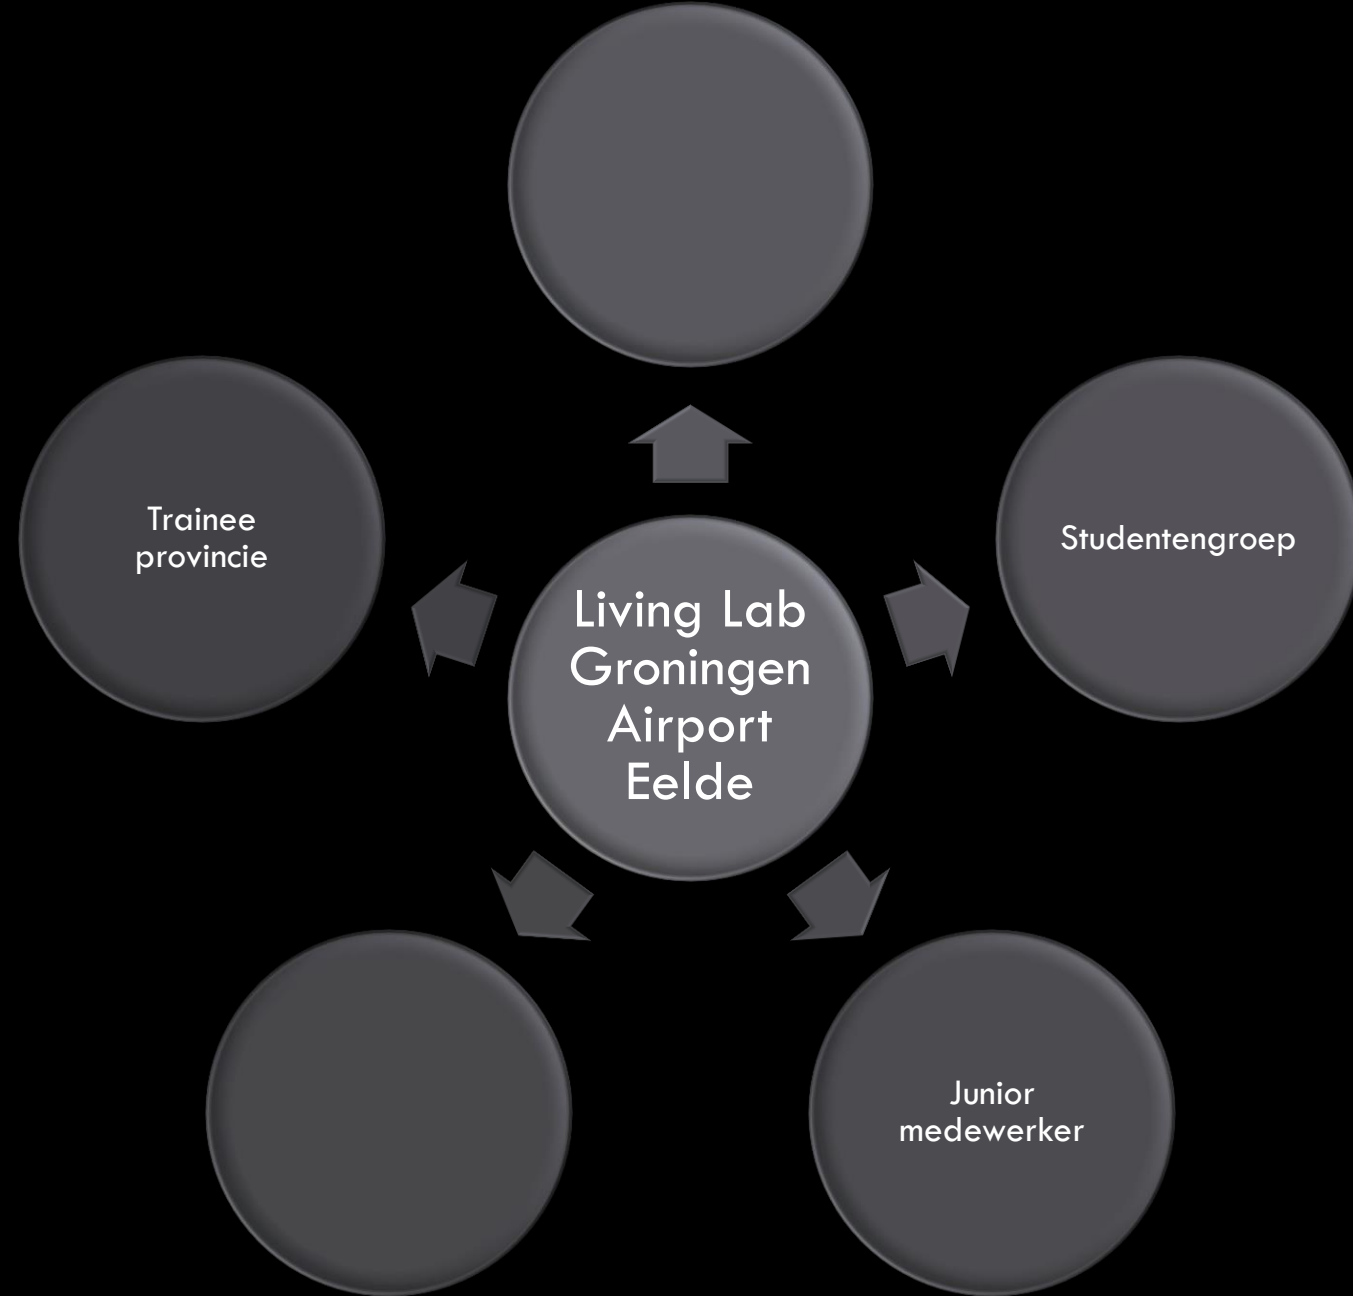 Trainee
provincie
Studentengroep
Living Lab
Groningen
Airport
Eelde
Junior
medewerker